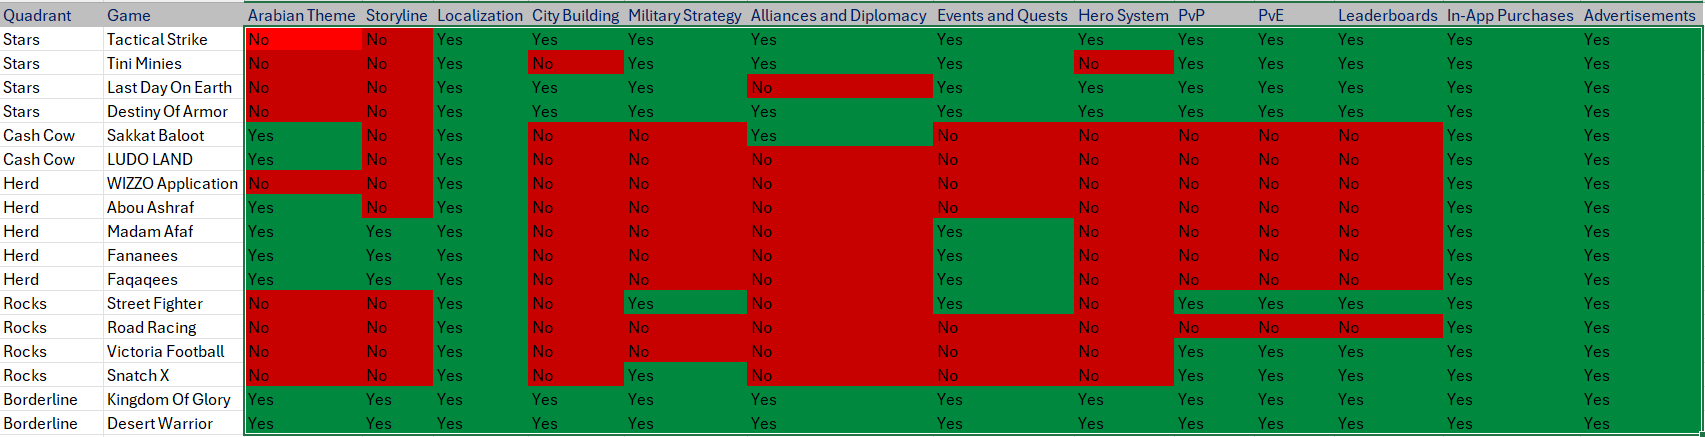 Quadrant Game Arabian Theme Storyline Localization City Building Military Strategy Alliances and Diplomacy Events and Quests Hero System PvP PvE Leaderboards In-App Purchases Advertisements
Stars Tactical Strike No No Yes Yes Yes Yes Yes Yes Yes Yes Yes Yes Yes
Stars Tini Minies No No Yes No Yes Yes Yes No Yes Yes Yes Yes Yes
Stars Last Day On Earth No No Yes Yes Yes No Yes Yes Yes Yes Yes Yes Yes
Stars Destiny Of Armor No No Yes Yes Yes Yes Yes Yes Yes Yes Yes Yes Yes
Cash Cow Sakkat Baloot Yes No Yes No No Yes No No No No No Yes Yes
Cash Cow LUDO LAND Yes No Yes No No No No No No No No Yes Yes
Herd WIZZO Application No No Yes No No No No No No No No Yes Yes
Herd Abou Ashraf Yes No Yes No No No No No No No No Yes Yes
Herd Madam Afaf Yes Yes Yes No No No Yes No No No No Yes Yes
Herd Fananees Yes Yes Yes No No No Yes No No No No Yes Yes
Herd Faqaqees Yes Yes Yes No No No Yes No No No No Yes Yes
Rocks Street Fighter No No Yes No Yes No Yes No Yes Yes Yes Yes Yes
Rocks Road Racing No No Yes No No No No No No No No Yes Yes
Rocks Victoria Football No No Yes No No No No No Yes Yes Yes Yes Yes
Rocks Snatch X No No Yes No Yes No No No Yes Yes Yes Yes Yes
Borderline Kingdom Of Glory Yes Yes Yes Yes Yes Yes Yes Yes Yes Yes Yes Yes Yes
Borderline Desert Warrior Yes Yes Yes Yes Yes Yes Yes Yes Yes Yes Yes Yes Yes